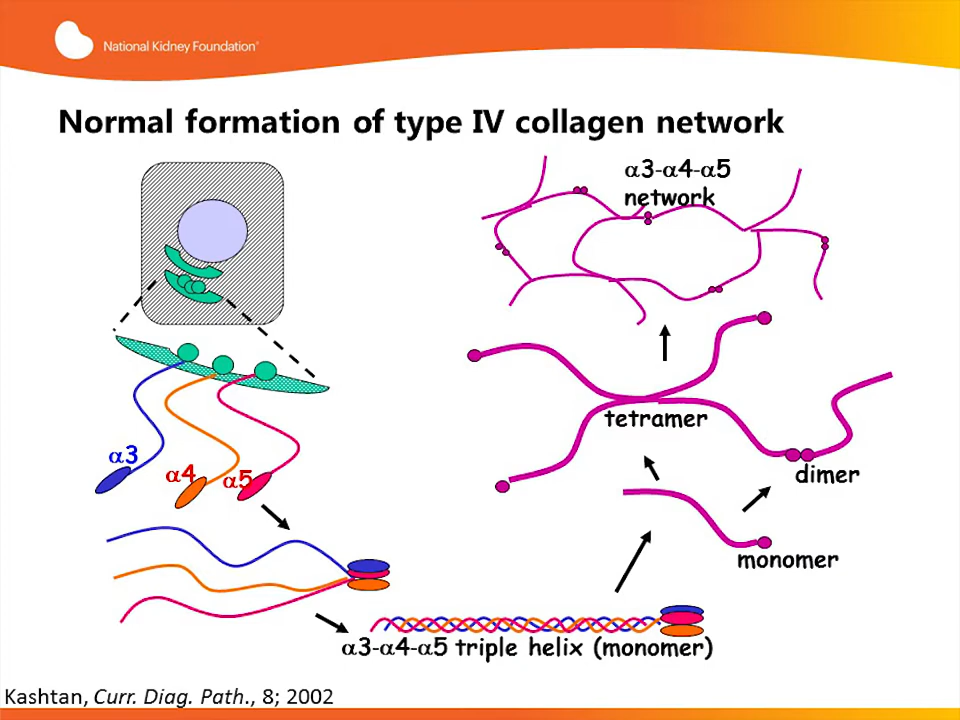 National Kidney Foundation®
Normal formation of type IV collagen network
α3-α4-α5
network
α3
α4
α5
tetramer
dimer
monomer
α3-α4-α5 triple helix (monomer)
Kashtan, Curr. Diag. Path., 8; 2002